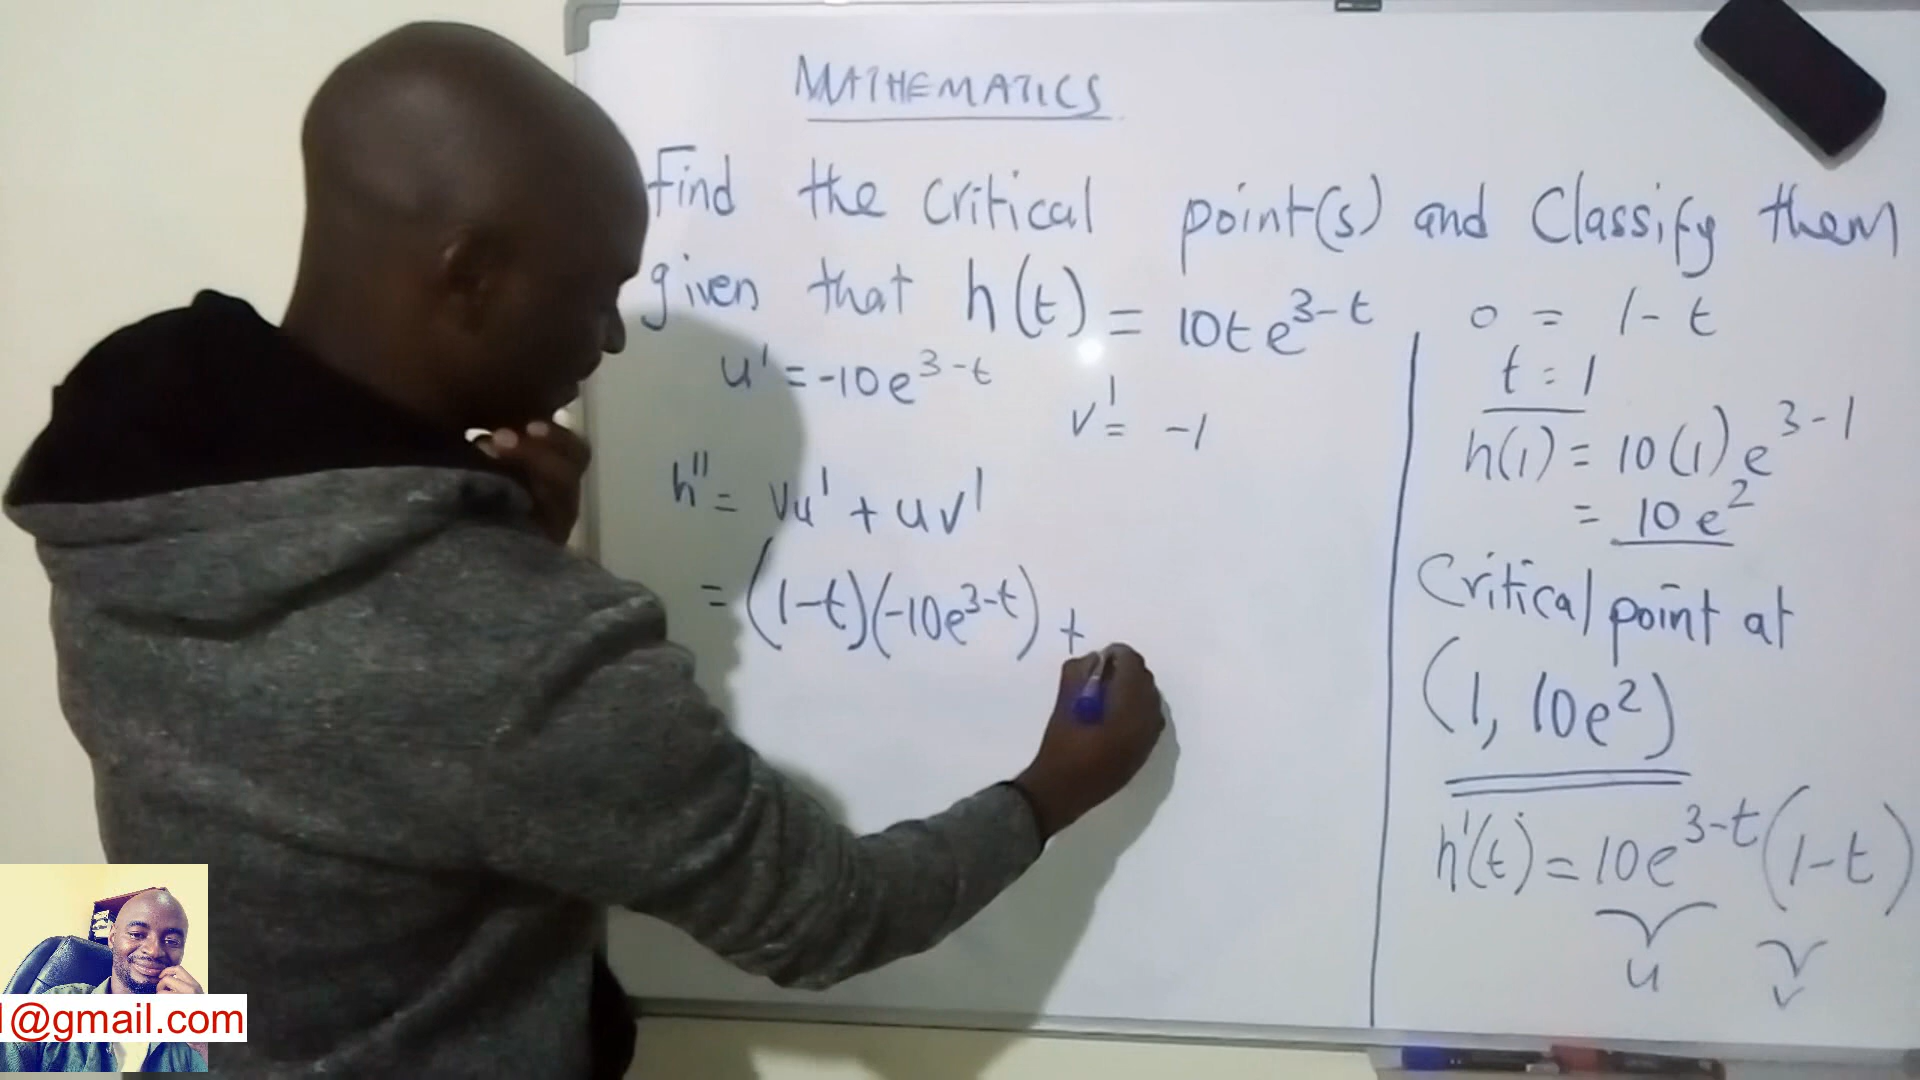 MATHEMATICS
Find the critical point(s) and Classify them
given that h(t) = 10te^{3-t}
u' = -10e^{3-t}
v' = -1
h'' = vu' + uv'
= (1-t)(-10e^{3-t}) +
0 = 1-t
t = 1
h(1) = 10(1)e^{3-1}
= 10e^2
Critical point at
(1, 10e^2)
h'(t) = 10e^{3-t}(1-t)
u v
@gmail.com